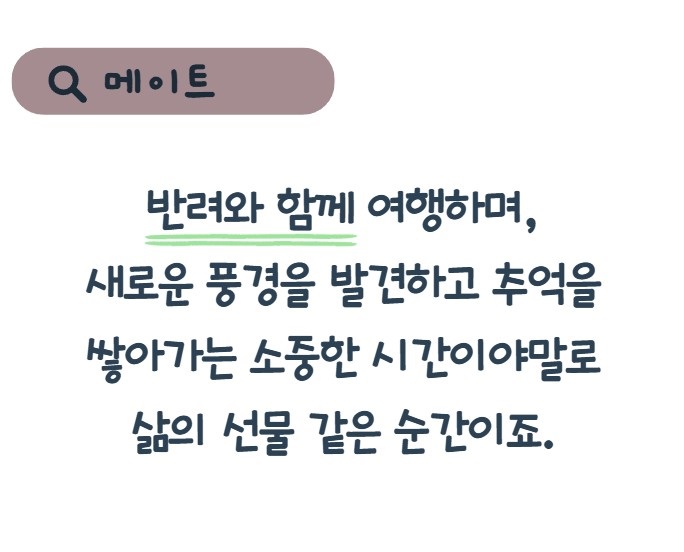 메이트
반려와 함께 여행하며,
새로운 풍경을 발견하고 추억을
쌓아가는 소중한 시간이야말로
삶의 선물 같은 순간이죠.